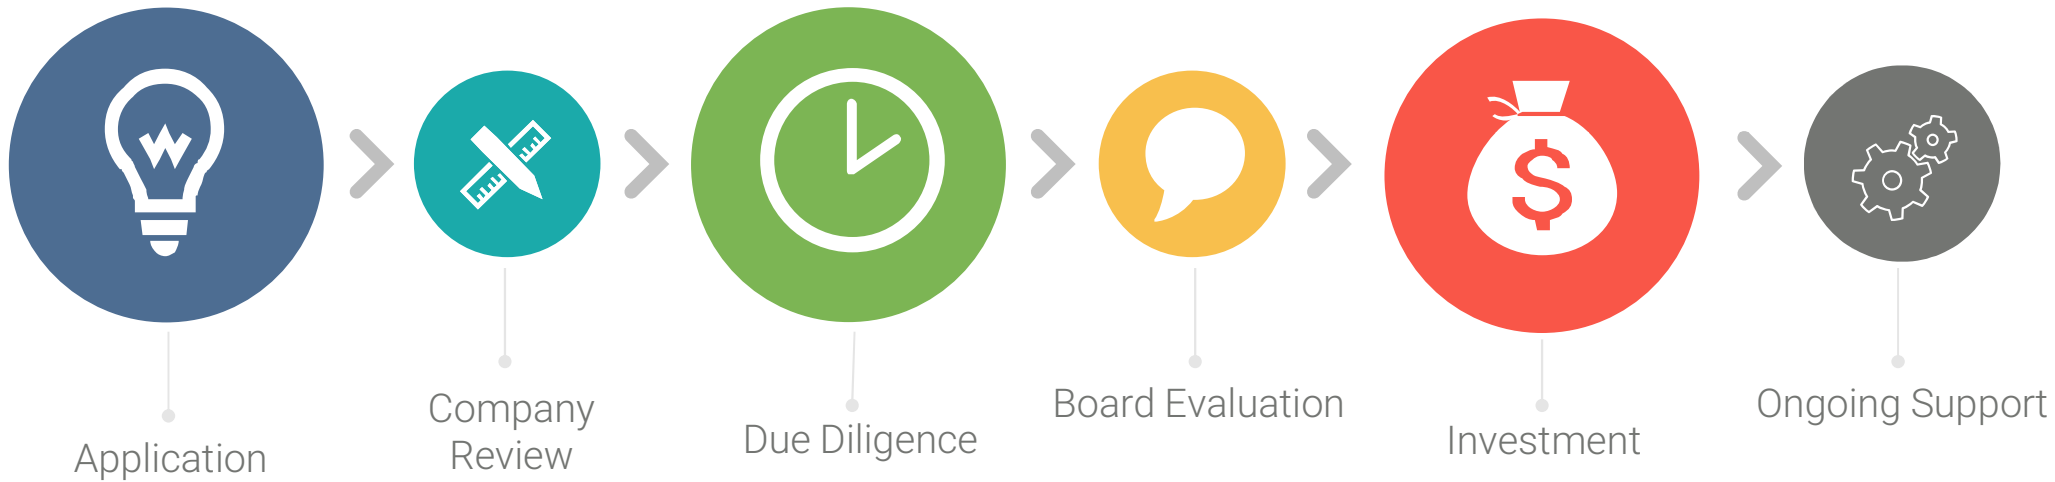 Application
Company
Review
Due Diligence
Board Evaluation
$
Investment
Ongoing Support